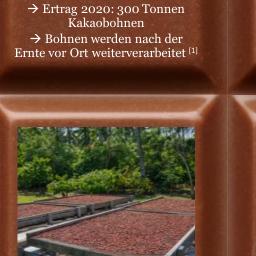 → Ertrag 2020: 300 Tonnen
Kakaobohnen
→ Bohnen werden nach der
Ernte vor Ort weiterverarbeitet [1]